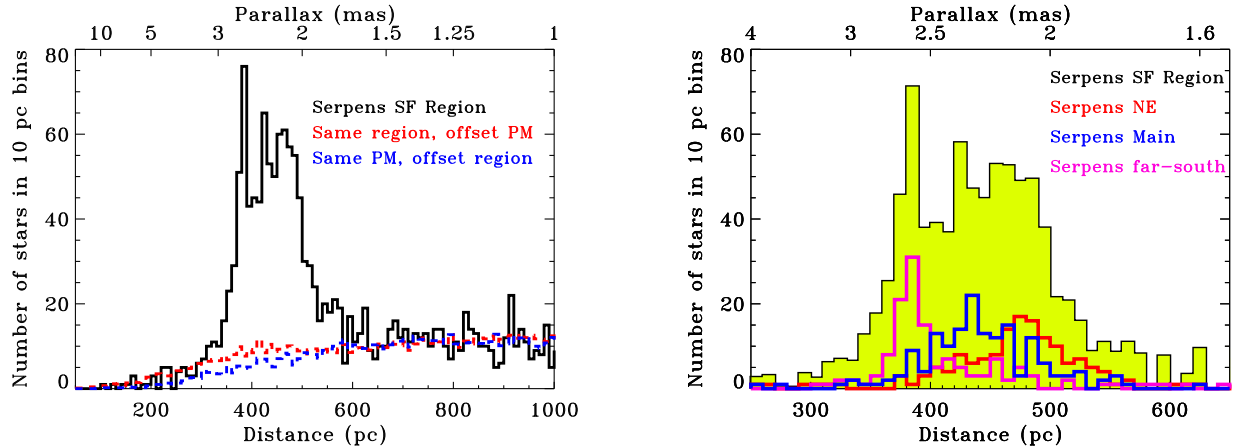 Parallax (mas)
10 5 3 2 1.5 1.25 1
80
60
40
20
0
Number of stars in 10 pc bins
Serpens SF Region
Same region, offset PM
Same PM, offset region
200 400 600 800 1000
Distance (pc)
Parallax (mas)
4 3 2.5 2 1.6
80
60
40
20
0
Number of stars in 10 pc bins
Serpens SF Region
Serpens NE
Serpens Main
Serpens far-south
300 400 500 600
Distance (pc)